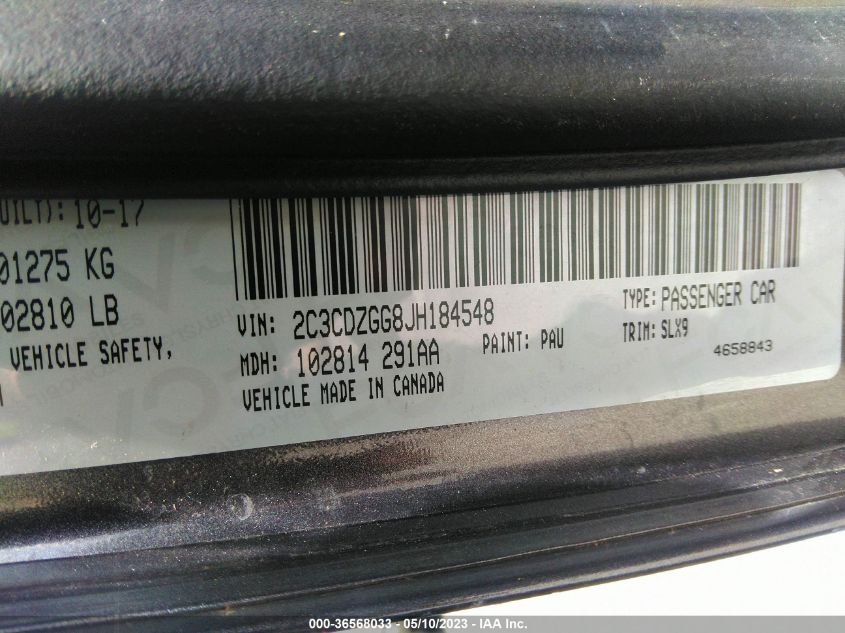 UILT): 10-17
01275 KG
02810 LB
VEHICLE SAFETY,
VIN: 2C3CDZGG8JH184548
TYPE: PASSENGER CAR
MDH: 102814 291AA
PAINT: PAU
TRIM: SLX9
VEHICLE MADE IN CANADA
4658843
000-36568033 — 05/10/2023 — © IAA Inc.